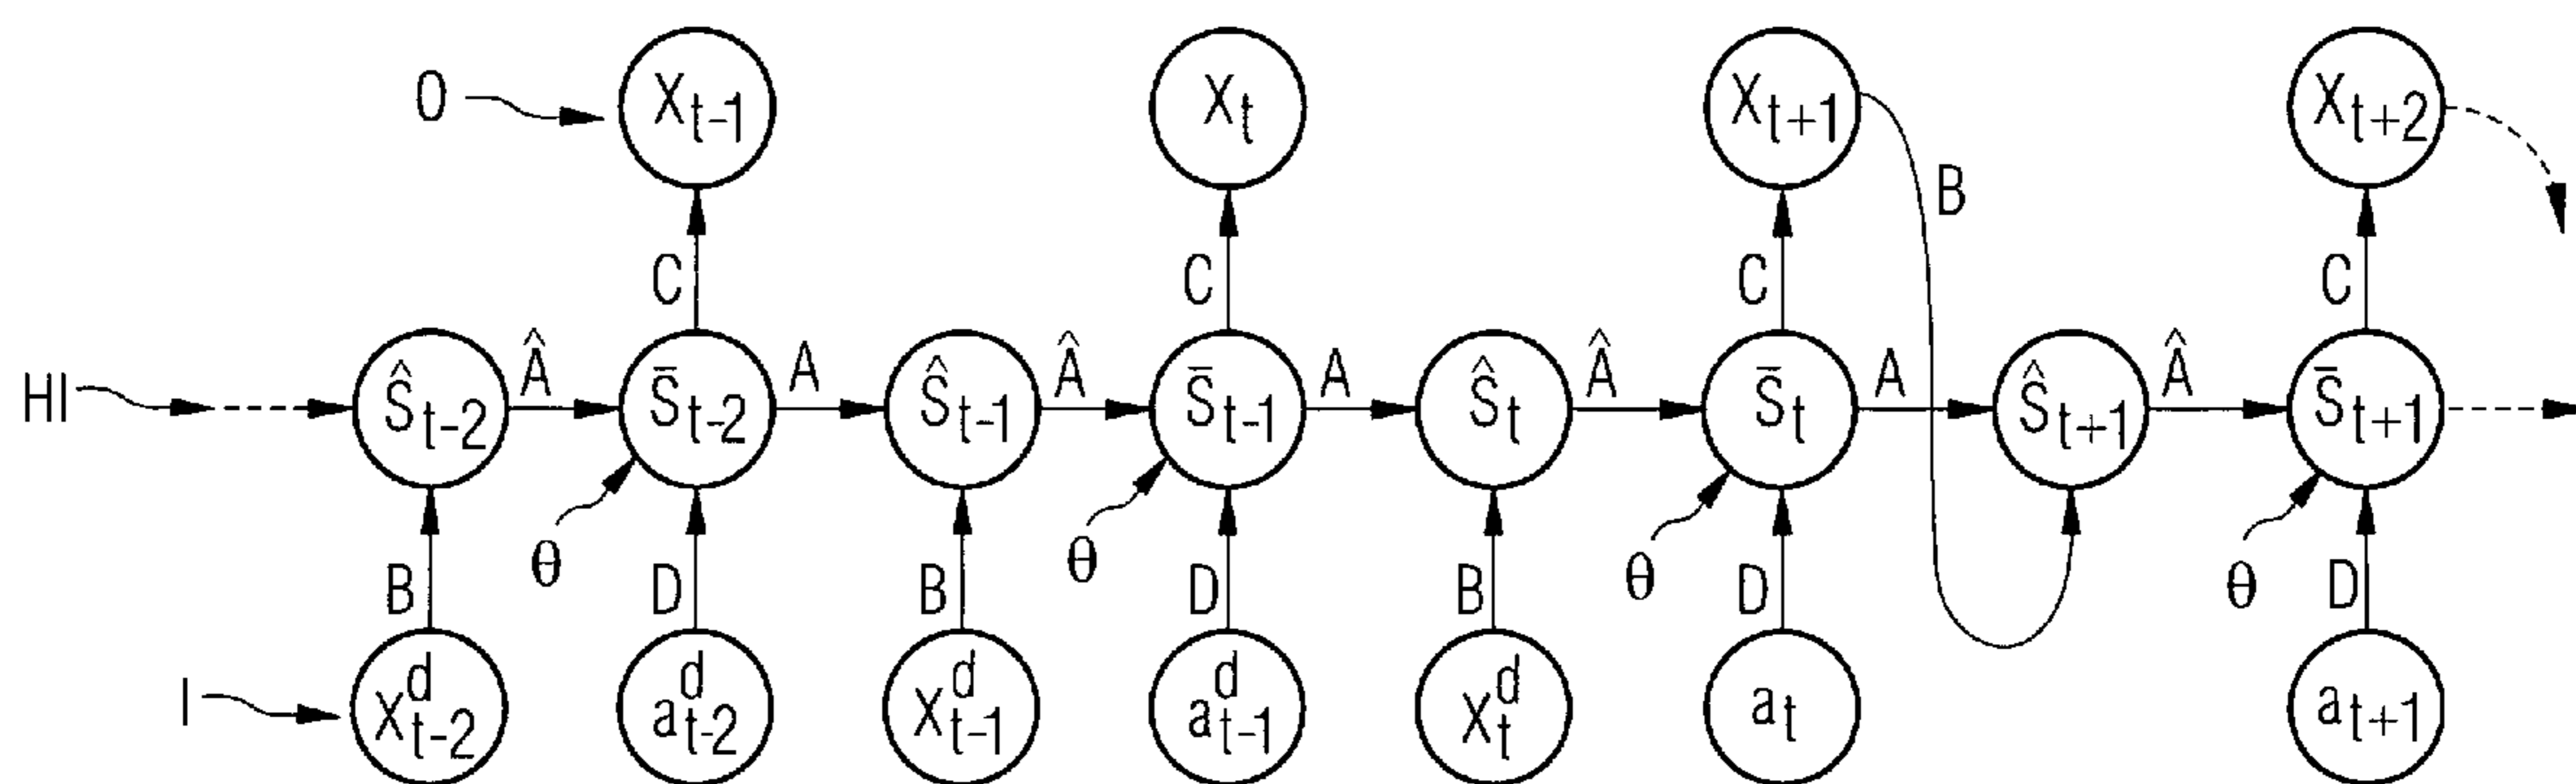 O X_{t-1} X_t X_{t+1} X_{t+2}
B
C C C C
HI Ŝ_{t-2} Â S̄_{t-2} A Ŝ_{t-1} Â S̄_{t-1} A Ŝ_t Â S̄_t A Ŝ_{t+1} Â S̄_{t+1}
θ θ θ θ
B D B D B D D
I X^d_{t-2} a^d_{t-2} X^d_{t-1} a^d_{t-1} X^d_t a_t a_{t+1}